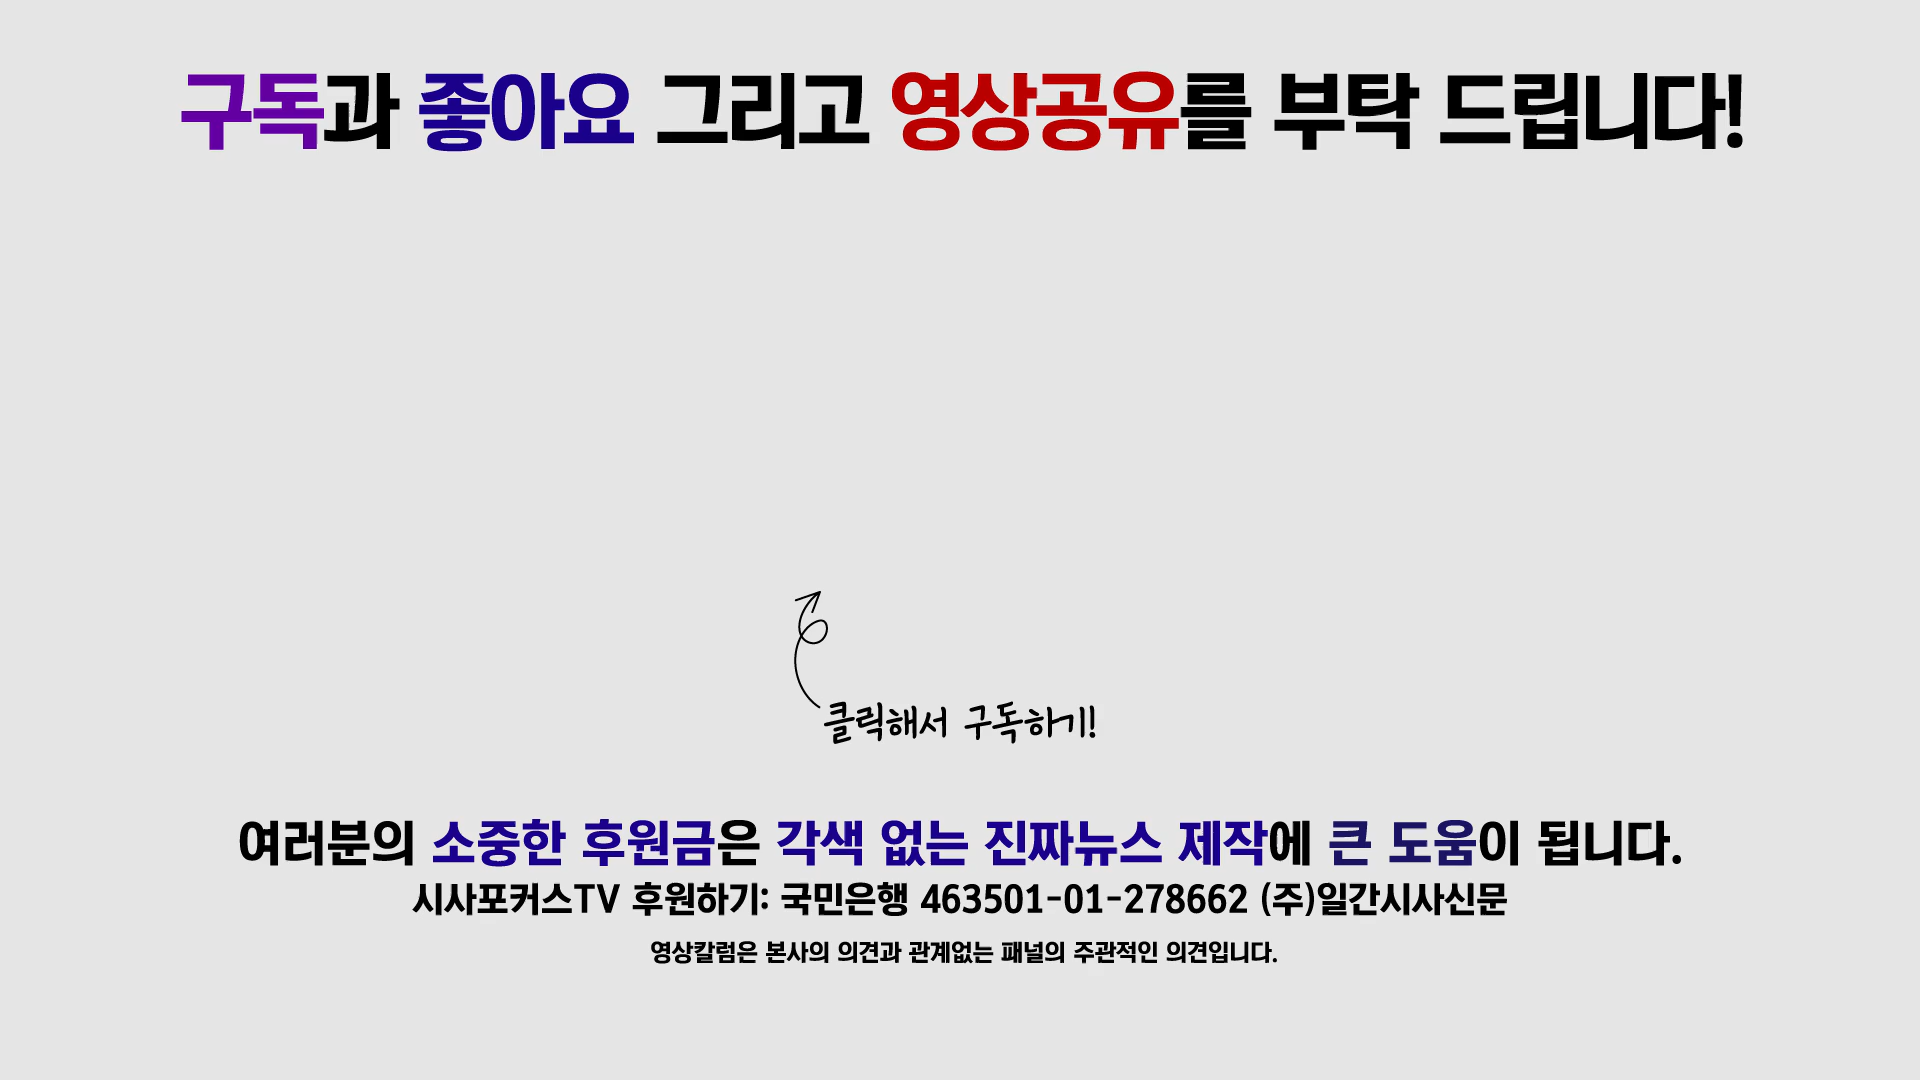 구독과 좋아요 그리고 영상공유를 부탁 드립니다!
클릭해서 구독하기!
여러분의 소중한 후원금은 각색 없는 진짜뉴스 제작에 큰 도움이 됩니다.
시사포커스TV 후원하기: 국민은행 463501-01-278662 (주)일간시사신문
영상칼럼은 본사의 의견과 관계없는 패널의 주관적인 의견입니다.